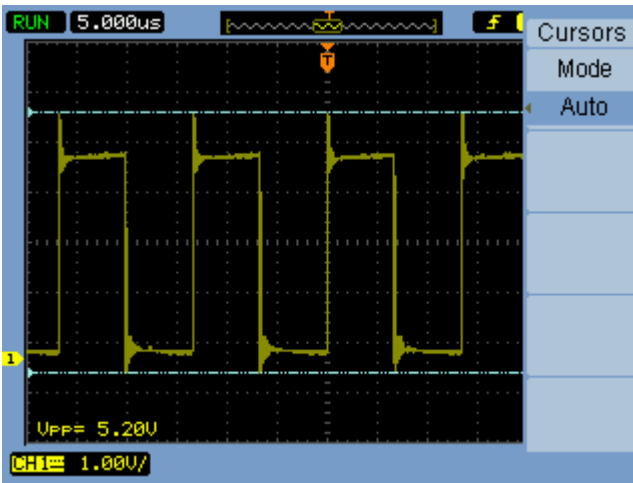 RUN 5.000us
Cursors
Mode
Auto
T
1
VPP= 5.20V
CH1 1.00V/